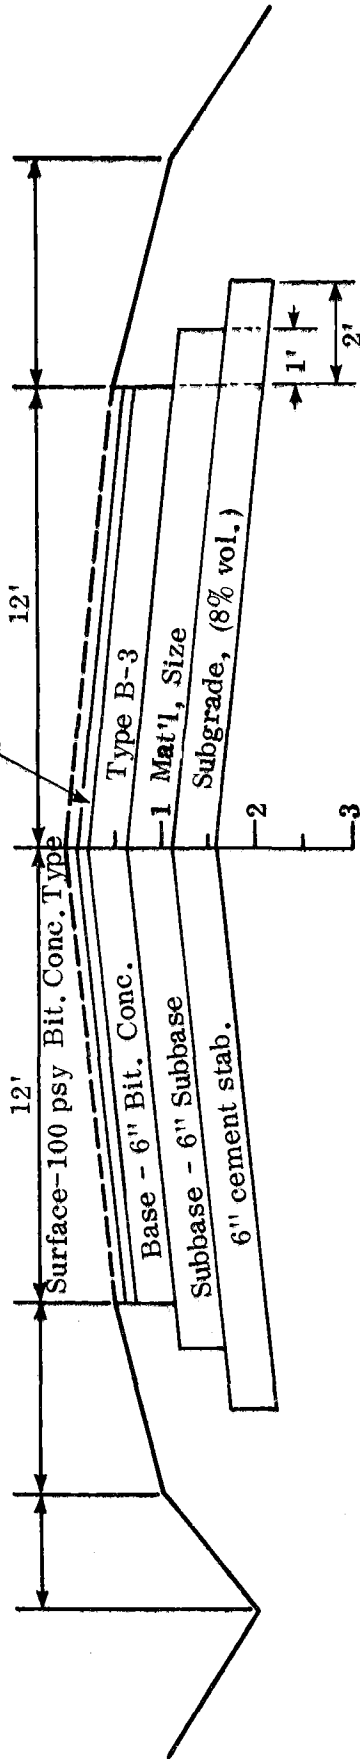 12'
12'
Surface-100 psy Bit. Conc. Type
Base - 6" Bit. Conc.
Type B-3
Subbase - 6" Subbase
Mat'l, Size
6" cement stab.
Subgrade, (8% vol.)
1
2
3
1'
2'